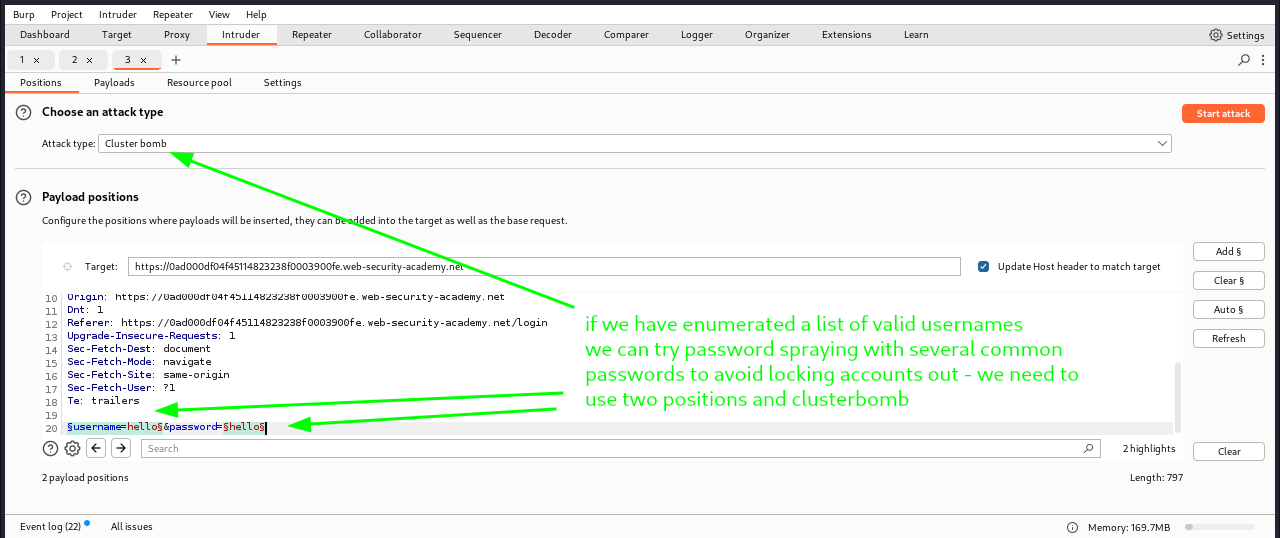 Burp Project Intruder Repeater View Help
Dashboard Target Proxy Intruder Repeater Collaborator Sequencer Decoder Comparer Logger Organizer Extensions Learn Settings
1 × 2 × 3 × +
Positions Payloads Resource pool Settings
? Choose an attack type
Start attack
Attack type: Cluster bomb
? Payload positions
Configure the positions where payloads will be inserted, they can be added into the target as well as the base request.
Add §
Target: https://0ad000df04f45114823238f0003900fe.web-security-academy.net
Update Host header to match target
Clear §
10 Origin: https://0ad000df04f45114823238f0003900fe.web-security-academy.net
11 Dnt: 1
Auto §
12 Referer: https://0ad000df04f45114823238f0003900fe.web-security-academy.net/login
13 Upgrade-Insecure-Requests: 1
Refresh
14 Sec-Fetch-Dest: document
15 Sec-Fetch-Mode: navigate
16 Sec-Fetch-Site: same-origin
17 Sec-Fetch-User: ?1
18 Te: trailers
19
20 §username=hello§&password=§hello§
if we have enumerated a list of valid usernames
we can try password spraying with several common
passwords to avoid locking accounts out - we need to
use two positions and clusterbomb
? Search
2 highlights
Clear
2 payload positions
Length: 797
Event log (22) All issues
Memory: 169.7MB